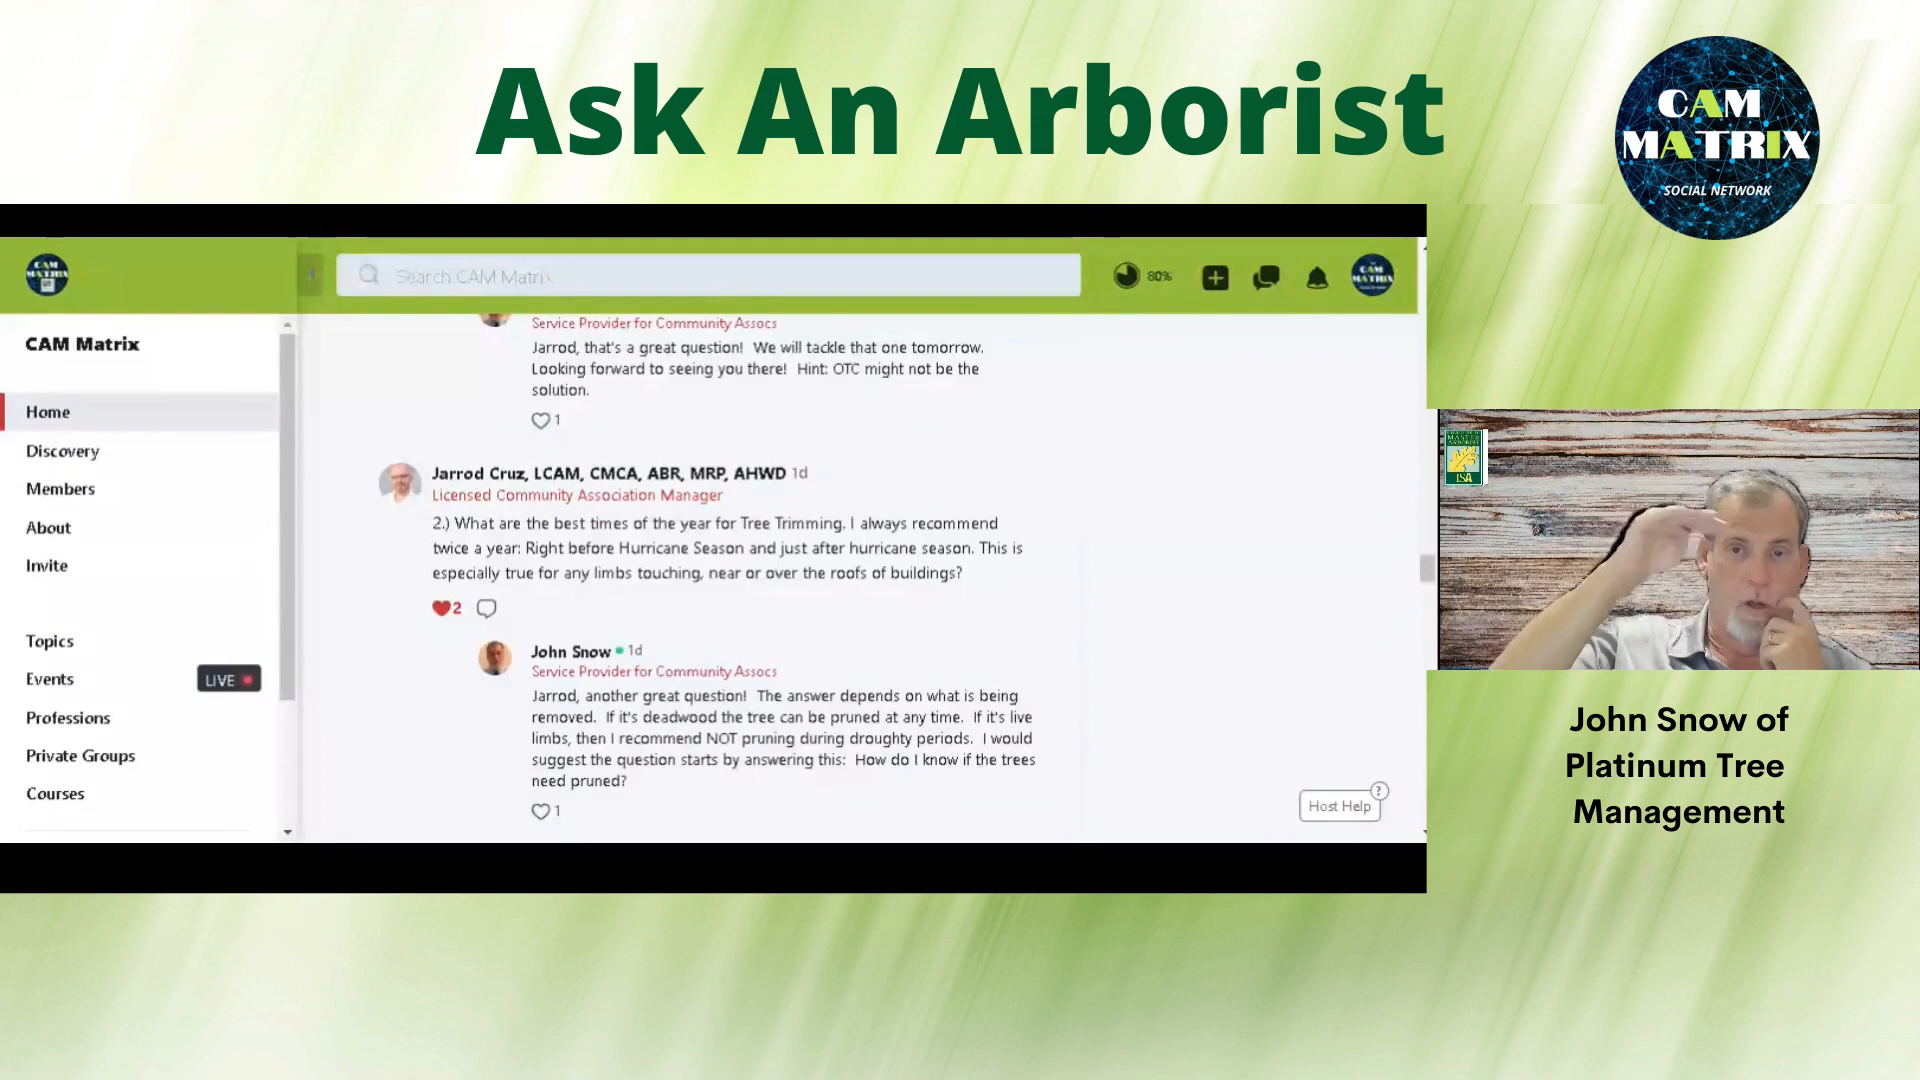 Ask An Arborist
CAM
MATRIX
SOCIAL NETWORK
CAM
MATRIX
Search CAM Matrix
80%
CAM
MATRIX
CAM Matrix
Home
Discovery
Members
About
Invite
Topics
Events
LIVE
Professions
Private Groups
Courses
Service Provider for Community Assocs
Jarrod, that's a great question! We will tackle that one tomorrow.
Looking forward to seeing you there! Hint: OTC might not be the
solution.
1
Jarrod Cruz, LCAM, CMCA, ABR, MRP, AHWD 1d
Licensed Community Association Manager
2.) What are the best times of the year for Tree Trimming. I always recommend
twice a year: Right before Hurricane Season and just after hurricane season. This is
especially true for any limbs touching, near or over the roofs of buildings?
2
John Snow 1d
Service Provider for Community Assocs
Jarrod, another great question! The answer depends on what is being
removed. If it's deadwood the tree can be pruned at any time. If it's live
limbs, then I recommend NOT pruning during droughty periods. I would
suggest the question starts by answering this: How do I know if the trees
need pruned?
1
Host Help
?
MASTER
ARBORIST
ISA
John Snow of
Platinum Tree
Management